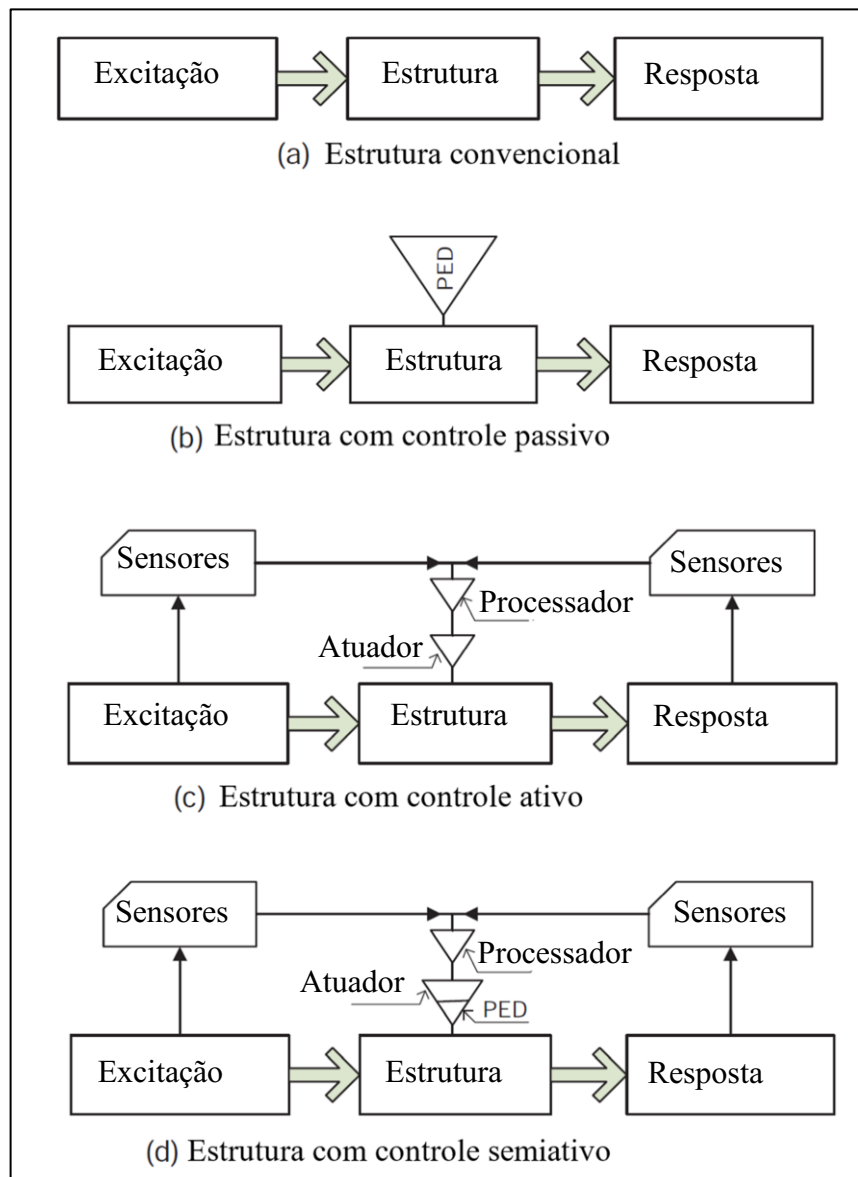 Excitação Estrutura Resposta
(a) Estrutura convencional
PED
Excitação Estrutura Resposta
(b) Estrutura com controle passivo
Sensores Sensores
Processador
Atuador
Excitação Estrutura Resposta
(c) Estrutura com controle ativo
Sensores Sensores
Processador
Atuador
PED
Excitação Estrutura Resposta
(d) Estrutura com controle semiativo